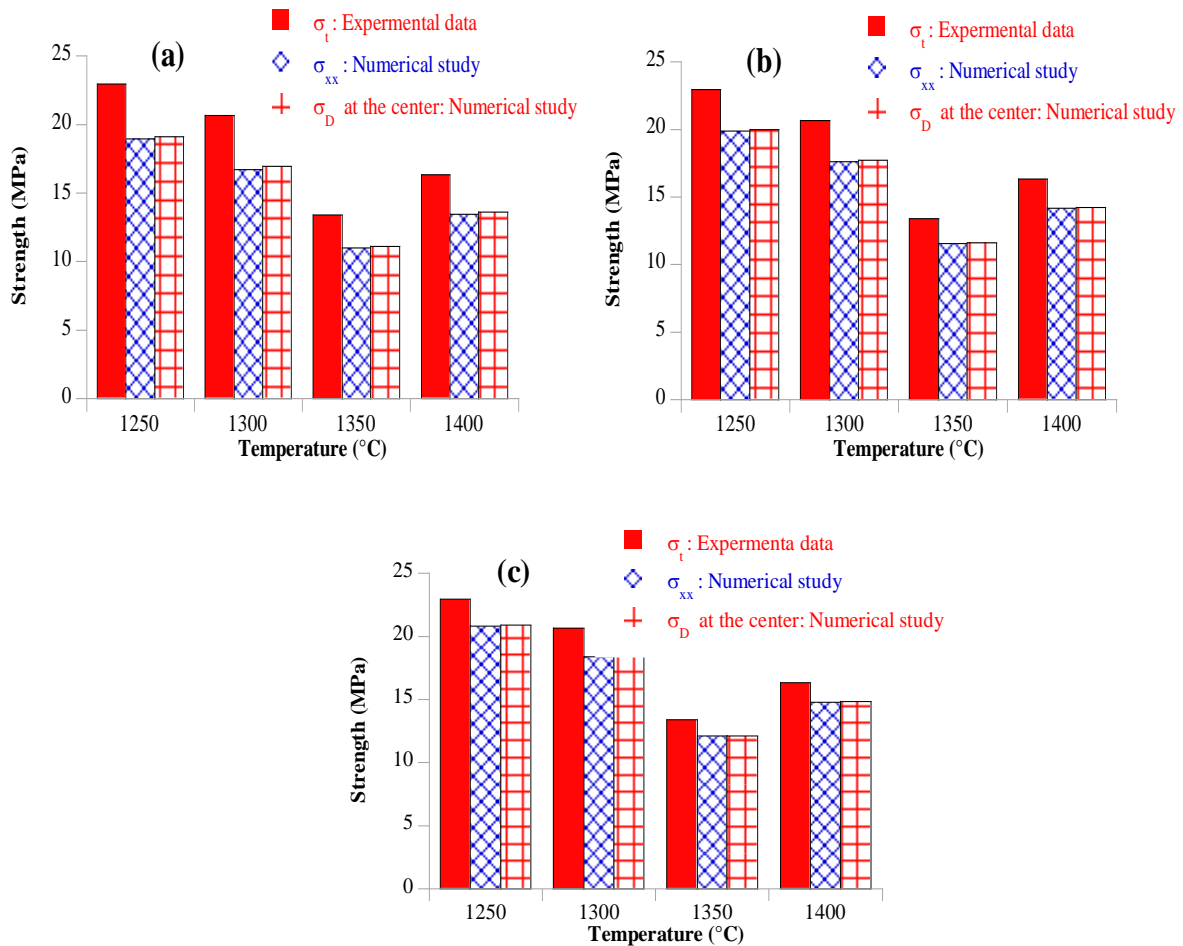 (a)
σt : Expermental data
σxx : Numerical study
σD at the center: Numerical study
25
20
15
10
5
0
Strength (MPa)
1250 1300 1350 1400
Temperature (°C)
(b)
σt : Expermental data
σxx : Numerical study
σD at the center: Numerical study
25
20
15
10
5
0
Strength (MPa)
1250 1300 1350 1400
Temperature (°C)
(c)
σt : Expermenta data
σxx : Numerical study
σD at the center: Numerical study
25
20
15
10
5
0
Strength (MPa)
1250 1300 1350 1400
Temperature (°C)